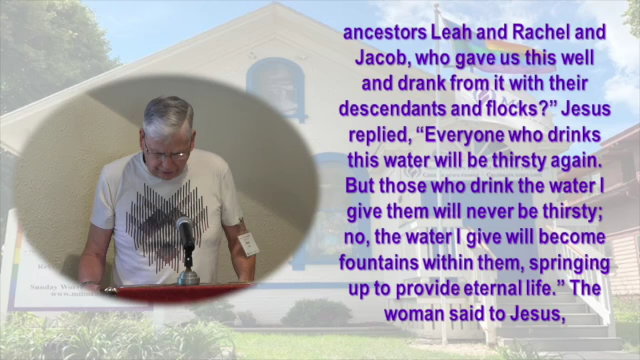 ancestors Leah and Rachel and
Jacob, who gave us this well
and drank from it with their
descendants and flocks?” Jesus
replied, “Everyone who drinks
this water will be thirsty again.
But those who drink the water I
give them will never be thirsty;
no, the water I give will become
fountains within them, springing
up to provide eternal life.” The
woman said to Jesus,